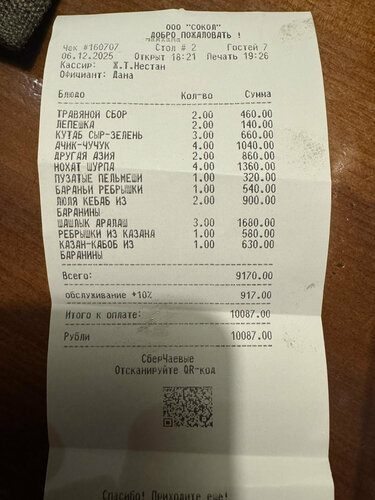 ООО "СОКОЛ"
ДОБРО ПОЖАЛОВАТЬ !
Чек #160707 Стол # 2 Гостей 7
06.12.2025 Открыт 18:21 Печать 19:26
Кассир: Ж.Т.Нестан
Официант: Дана
Блюдо Кол-во Сумма
ТРАВЯНОЙ СБОР 2.00 460.00
ЛЕПЕШКА 2.00 140.00
КУТАБ СЫР-ЗЕЛЕНЬ 3.00 660.00
АЧИК-ЧУЧУК 4.00 1040.00
ДРУГАЯ АЗИЯ 2.00 860.00
НОХАТ ШУРПА 4.00 1360.00
ПУЗАТЫЕ ПЕЛЬМЕШИ 1.00 320.00
БАРАНЬИ РЕБРЫШКИ 1.00 540.00
ЛЮЛЯ КЕБАБ ИЗ 2.00 900.00
БАРАНИНЫ
ШАШЛЫК АРАЛАШ 3.00 1680.00
РЕБРЫШКИ ИЗ КАЗАНА 1.00 580.00
КАЗАН-КАБОБ ИЗ 1.00 630.00
БАРАНИНЫ
Всего: 9170.00
обслуживание *10% 917.00
Итого к оплате: 10087.00
Рубли 10087.00
СберЧаевые
Отсканируйте QR-код
Спасибо! Приходите еще!